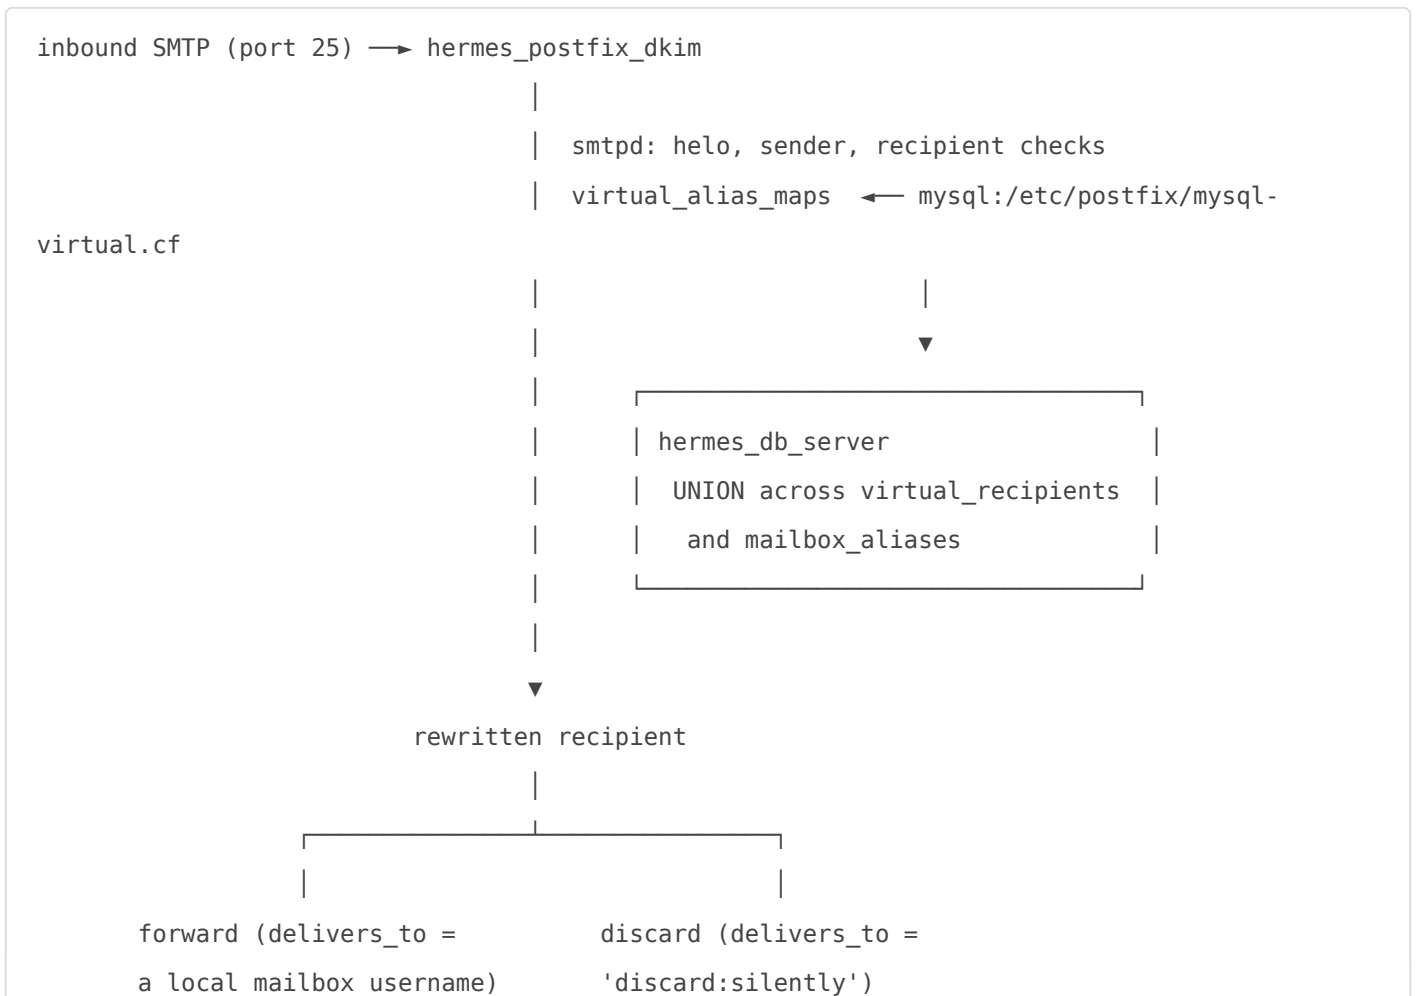 inbound SMTP (port 25) ──► hermes_postfix_dkim
smtpd: helo, sender, recipient checks
virtual_alias_maps ◄── mysql:/etc/postfix/mysql-
virtual.cf
hermes_db_server
UNION across virtual_recipients
and mailbox_aliases
rewritten recipient
forward (delivers_to = discard (delivers_to =
a local mailbox username) 'discard:silently')